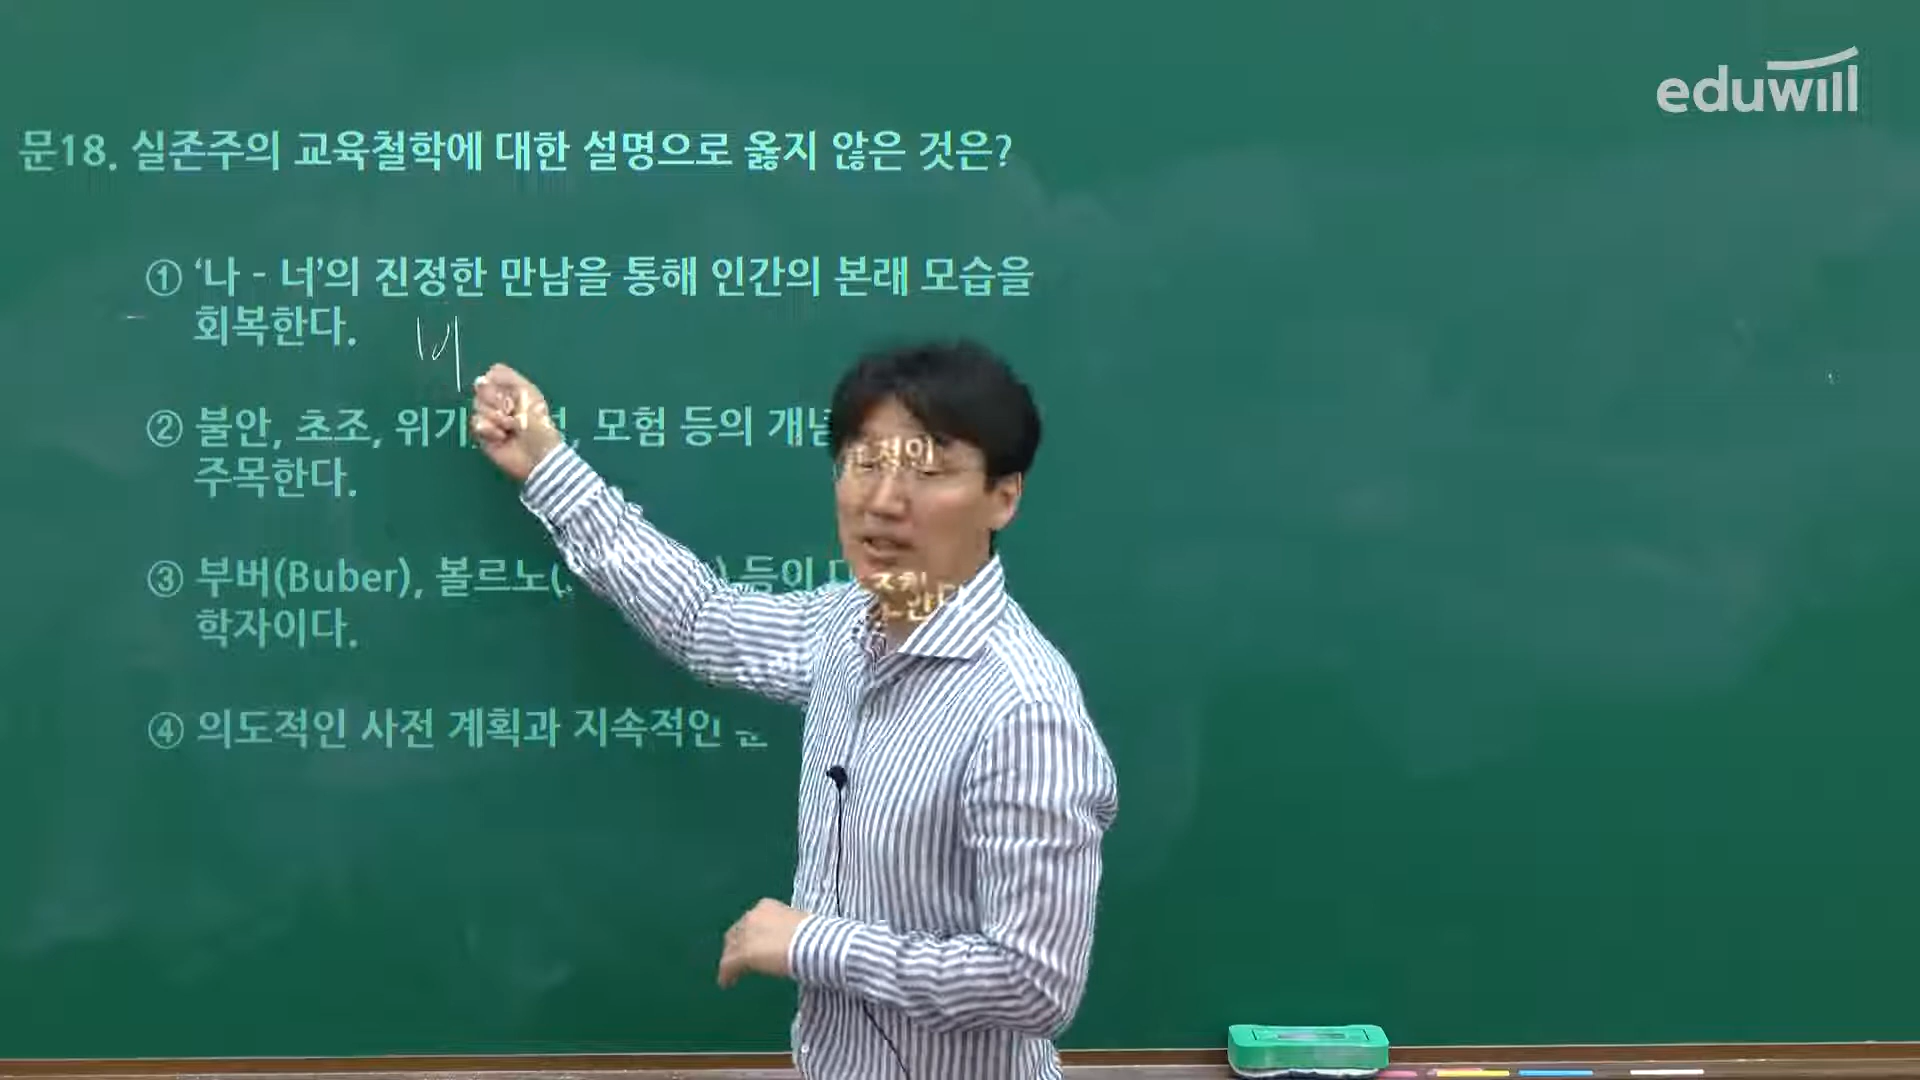 eduwill
문18. 실존주의 교육철학에 대한 설명으로 옳지 않은 것은?
① ‘나 - 너’의 진정한 만남을 통해 인간의 본래 모습을
회복한다.
② 불안, 초조, 위기, 모험 등의
주목한다.
③ 부버(Buber), 볼르노( ) 등이
학자이다.
④ 의도적인 사전 계획과 지속적인